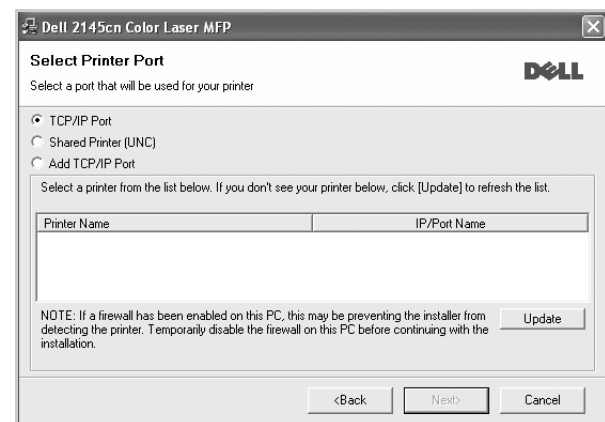 Dell 2145cn Color Laser MFP
Select Printer Port
Select a port that will be used for your printer
DELL
TCP/IP Port
Shared Printer (UNC)
Add TCP/IP Port
Select a printer from the list below. If you don't see your printer below, click [Update] to refresh the list.
Printer Name
IP/Port Name
NOTE: If a firewall has been enabled on this PC, this may be preventing the installer from
detecting the printer. Temporarily disable the firewall on this PC before continuing with the
installation.
Update
<Back
Next>
Cancel